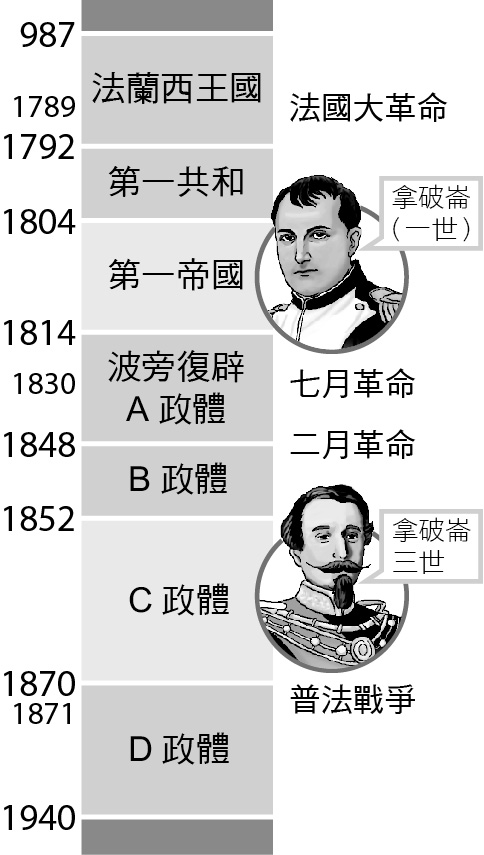 987
法蘭西王國
1789
法國大革命
1792
第一共和
拿破崙
（一世）
1804
第一帝國
1814
波旁復辟
1830
七月革命
A 政體
1848
二月革命
B 政體
1852
拿破崙
三世
C 政體
1870
1871
普法戰爭
D 政體
1940